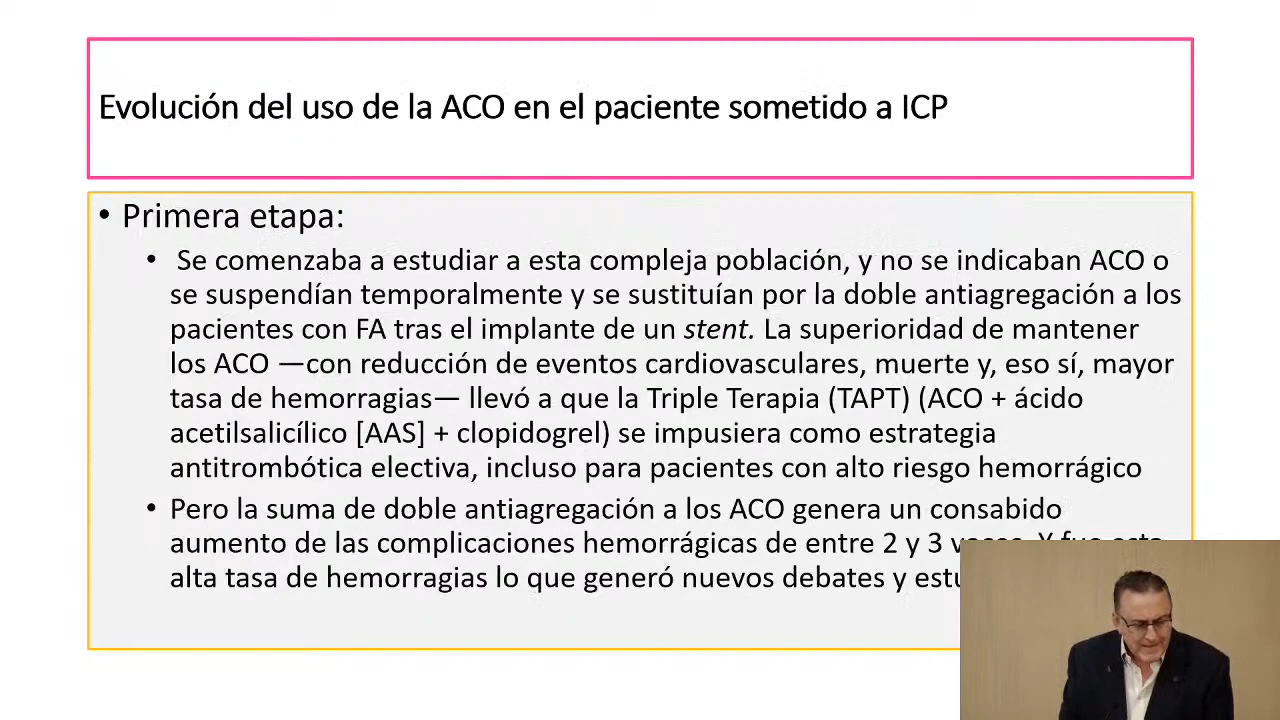 Evolución del uso de la ACO en el paciente sometido a ICP
• Primera etapa:
• Se comenzaba a estudiar a esta compleja población, y no se indicaban ACO o
se suspendían temporalmente y se sustituían por la doble antiagregación a los
pacientes con FA tras el implante de un stent. La superioridad de mantener
los ACO —con reducción de eventos cardiovasculares, muerte y, eso sí, mayor
tasa de hemorragias— llevó a que la Triple Terapia (TAPT) (ACO + ácido
acetilsalicílico [AAS] + clopidogrel) se impusiera como estrategia
antitrombótica electiva, incluso para pacientes con alto riesgo hemorrágico
• Pero la suma de doble antiagregación a los ACO genera un consabido
aumento de las complicaciones hemorrágicas de entre 2 y 3
alta tasa de hemorragias lo que generó nuevos debates y